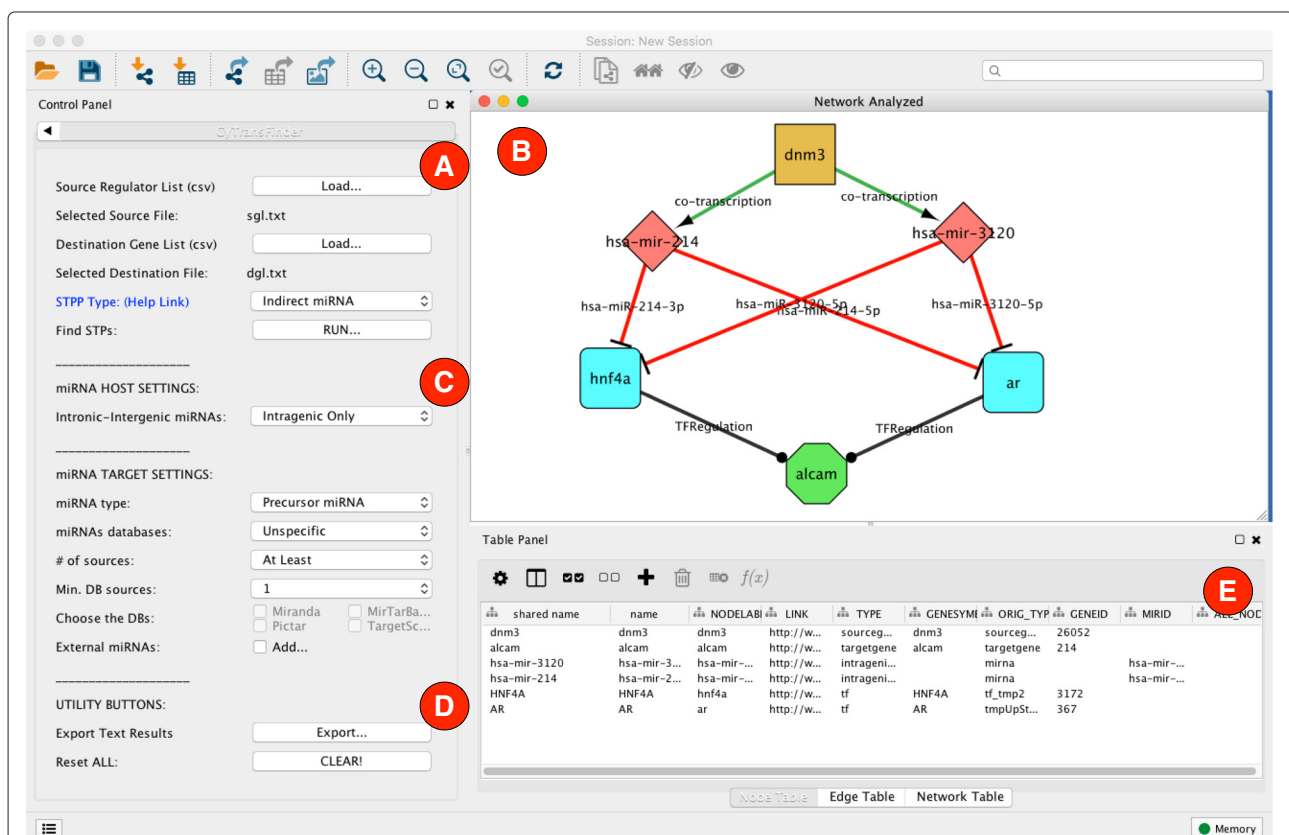 Session: New Session
Control Panel
CyTransFinder
A
Source Regulator List (csv) Load...
Selected Source File: sgl.txt
Destination Gene List (csv) Load...
Selected Destination File: dgl.txt
STPP Type: (Help Link) Indirect miRNA
Find STPs: RUN...
C
miRNA HOST SETTINGS:
Intronic-Intergenic miRNAs: Intragenic Only
miRNA TARGET SETTINGS:
miRNA type: Precursor miRNA
miRNAs databases: Unspecific
# of sources: At Least
Min. DB sources: 1
Choose the DBs: Miranda MirTarBa...
Pictar TargetSc...
External miRNAs: Add...
D
UTILITY BUTTONS:
Export Text Results Export...
Reset ALL: CLEAR!
Network Analyzed
B
dnm3
co-transcription co-transcription
hsa-mir-214 hsa-mir-3120
hsa-miR-214-3p hsa-miR-3120-5p hsa-miR-3120-5p
hsa-miR-214-5p
hnf4a ar
TFRegulation TFRegulation
alcam
Table Panel
f(x)
E
shared name name NODELABI LINK TYPE GENESYMI ORIG_TYP GENEID MIRID ALL_NOD
dnm3 dnm3 dnm3 http://w... sourceg... dnm3 sourceg... 26052
alcam alcam alcam http://w... targetgene alcam targetgene 214
hsa-mir-3120 hsa-mir-3... hsa-mir-... http://w... intrageni... mirna hsa-mir-...
hsa-mir-214 hsa-mir-2... hsa-mir-... http://w... intrageni... mirna hsa-mir-...
HNF4A HNF4A hnf4a http://w... tf HNF4A tf_tmp2 3172
AR AR ar http://w... tf AR tmpUpSt... 367
Node Table Edge Table Network Table
Memory